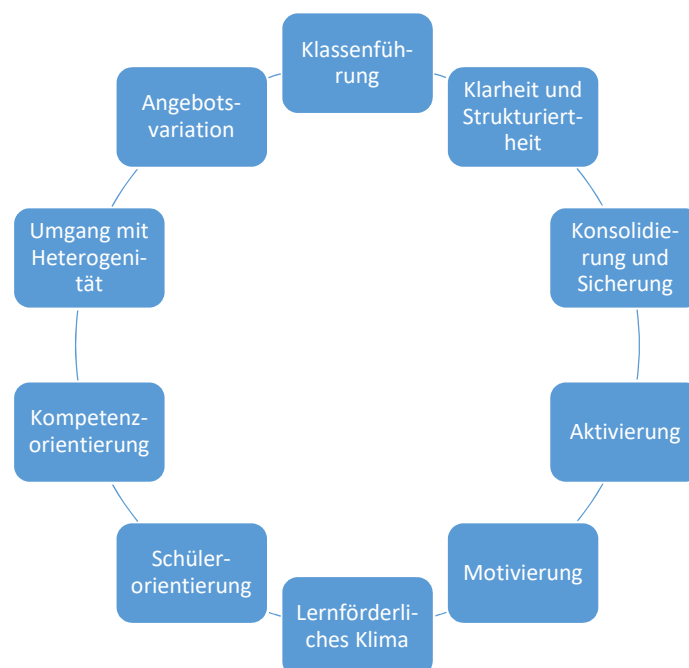 Klassenfüh-
rung
Klarheit und
Strukturiert-
heit
Konsolidie-
rung und
Sicherung
Aktivierung
Motivierung
Lernförderli-
ches Klima
Schüler-
orientierung
Kompetenz-
orientierung
Umgang mit
Heterogeni-
tät
Angebots-
variation